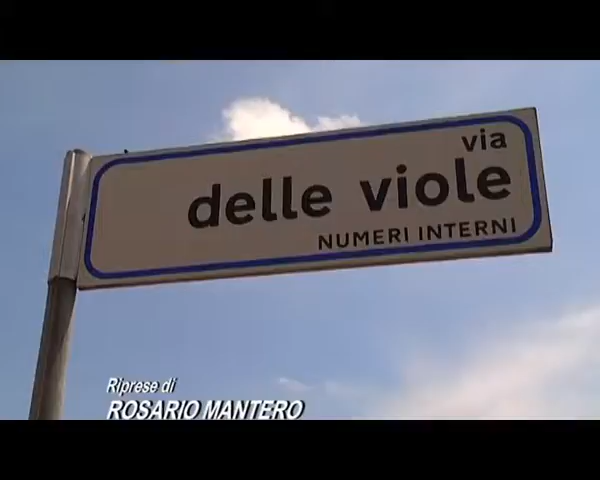 via
delle viole
NUMERI INTERNI
Riprese di
ROSARIO MANTERO